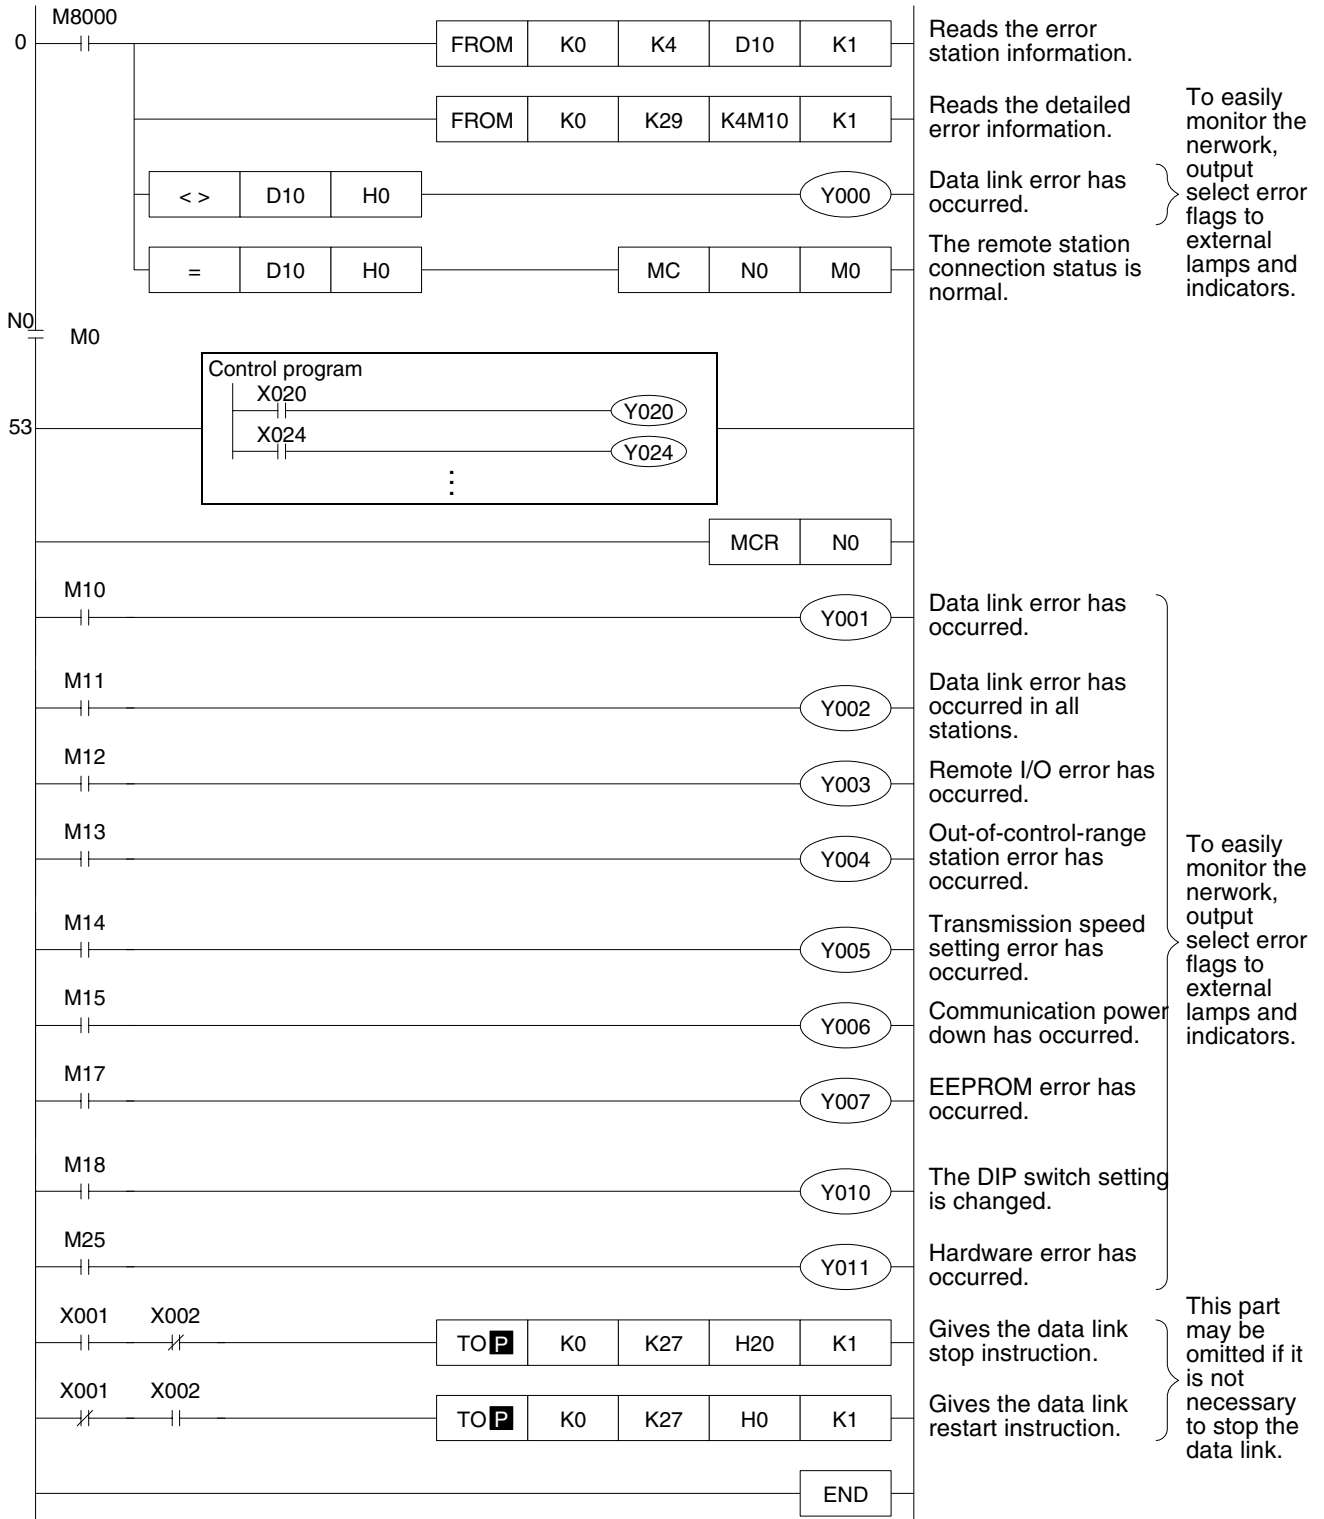 M8000
0
FROM K0 K4 D10 K1
Reads the error
station information.
FROM K0 K29 K4M10 K1
Reads the detailed
error information.
< > D10 H0
Y000
Data link error has
occurred.
To easily
monitor the
nerwork,
output
select error
flags to
external
lamps and
indicators.
= D10 H0
MC N0 M0
The remote station
connection status is
normal.
N0
M0
53
Control program
X020
Y020
X024
Y024
MCR N0
M10
Y001
Data link error has
occurred.
M11
Y002
Data link error has
occurred in all
stations.
M12
Y003
Remote I/O error has
occurred.
M13
Y004
Out-of-control-range
station error has
occurred.
M14
Y005
Transmission speed
setting error has
occurred.
To easily
monitor the
nerwork,
output
select error
flags to
external
lamps and
indicators.
M15
Y006
Communication power
down has occurred.
M17
Y007
EEPROM error has
occurred.
M18
Y010
The DIP switch setting
is changed.
M25
Y011
Hardware error has
occurred.
X001 X002
TO P K0 K27 H20 K1
Gives the data link
stop instruction.
X001 X002
TO P K0 K27 H0 K1
Gives the data link
restart instruction.
This part
may be
omitted if it
is not
necessary
to stop the
data link.
END